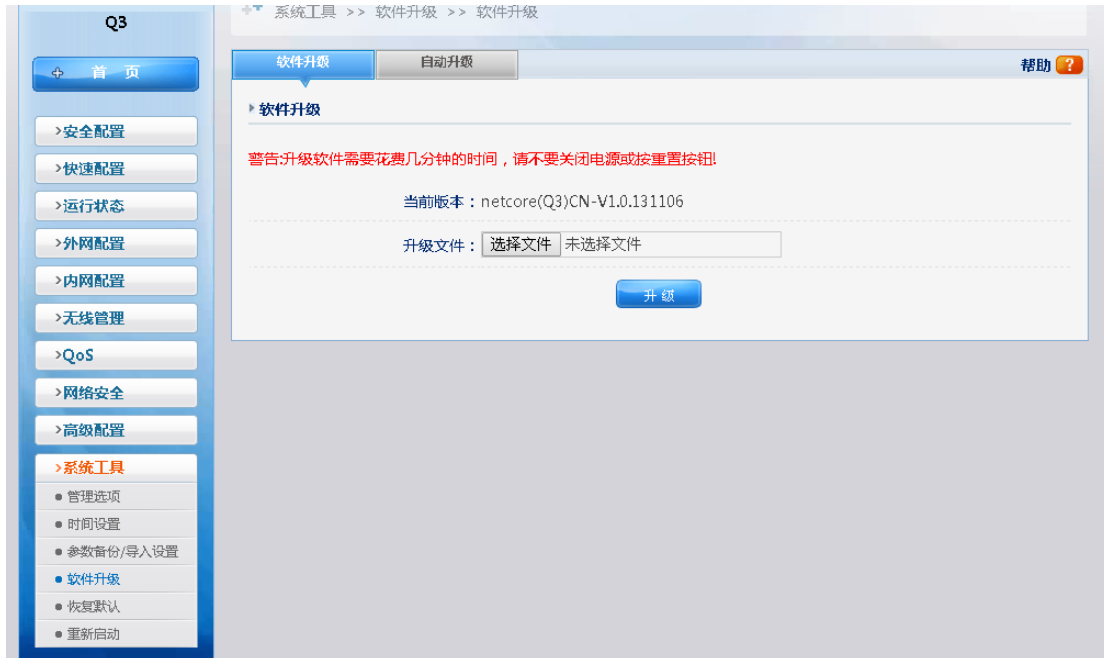 Q3
首 页
>安全配置
>快速配置
>运行状态
>外网配置
>内网配置
>无线管理
>QoS
>网络安全
>高级配置
>系统工具
管理选项
时间设置
参数备份/导入设置
软件升级
恢复默认
重新启动
系统工具 >> 软件升级 >> 软件升级
软件升级 自动升级 帮助 ?
软件升级
警告:升级软件需要花费几分钟的时间，请不要关闭电源或按重置按钮!
当前版本：netcore(Q3)CN-V1.0.131106
升级文件：选择文件 未选择文件
升 级